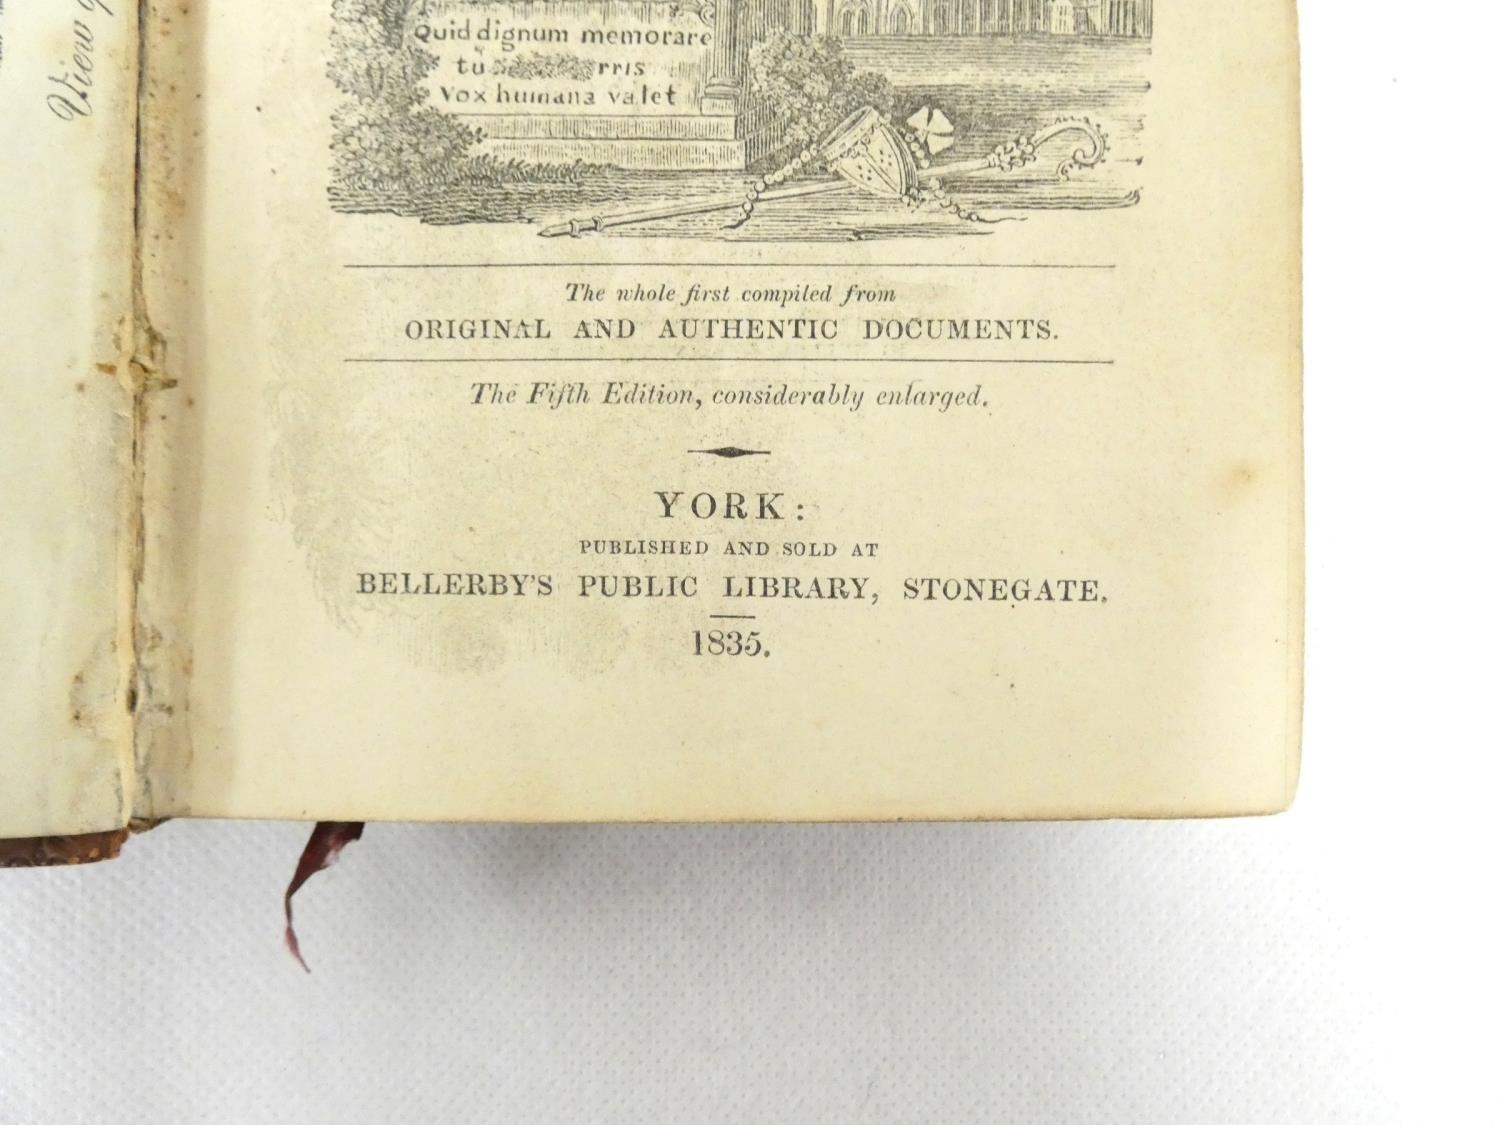 View
Quid dignum memorare
tu rris
Vox humana valet
The whole first compiled from
ORIGINAL AND AUTHENTIC DOCUMENTS.
The Fifth Edition, considerably enlarged.
YORK:
PUBLISHED AND SOLD AT
BELLERBY'S PUBLIC LIBRARY, STONEGATE.
1835.